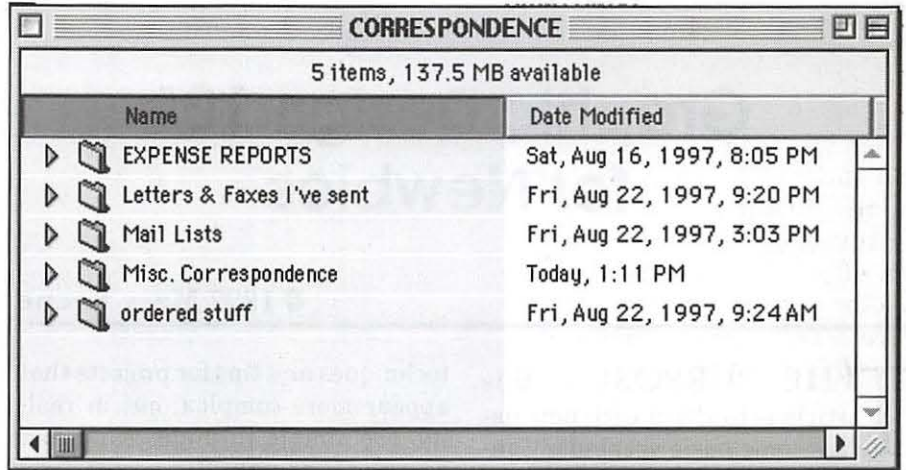 CORRESPONDENCE
5 items, 137.5 MB available
Name Date Modified
EXPENSE REPORTS Sat, Aug 16, 1997, 8:05 PM
Letters & Faxes I've sent Fri, Aug 22, 1997, 9:20 PM
Mail Lists Fri, Aug 22, 1997, 3:03 PM
Misc. Correspondence Today, 1:11 PM
ordered stuff Fri, Aug 22, 1997, 9:24 AM